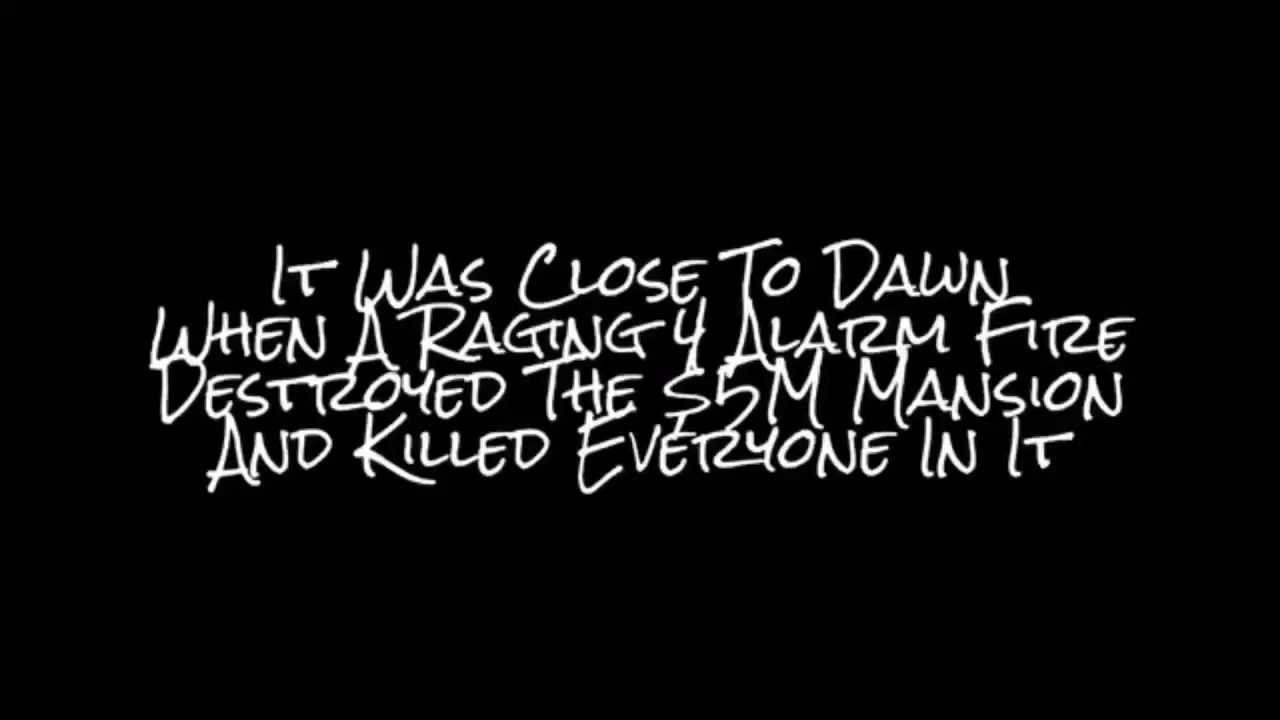 It Was Close To Dawn
When A Raging 4 Alarm Fire
Destroyed The $5M Mansion
And Killed Everyone In It